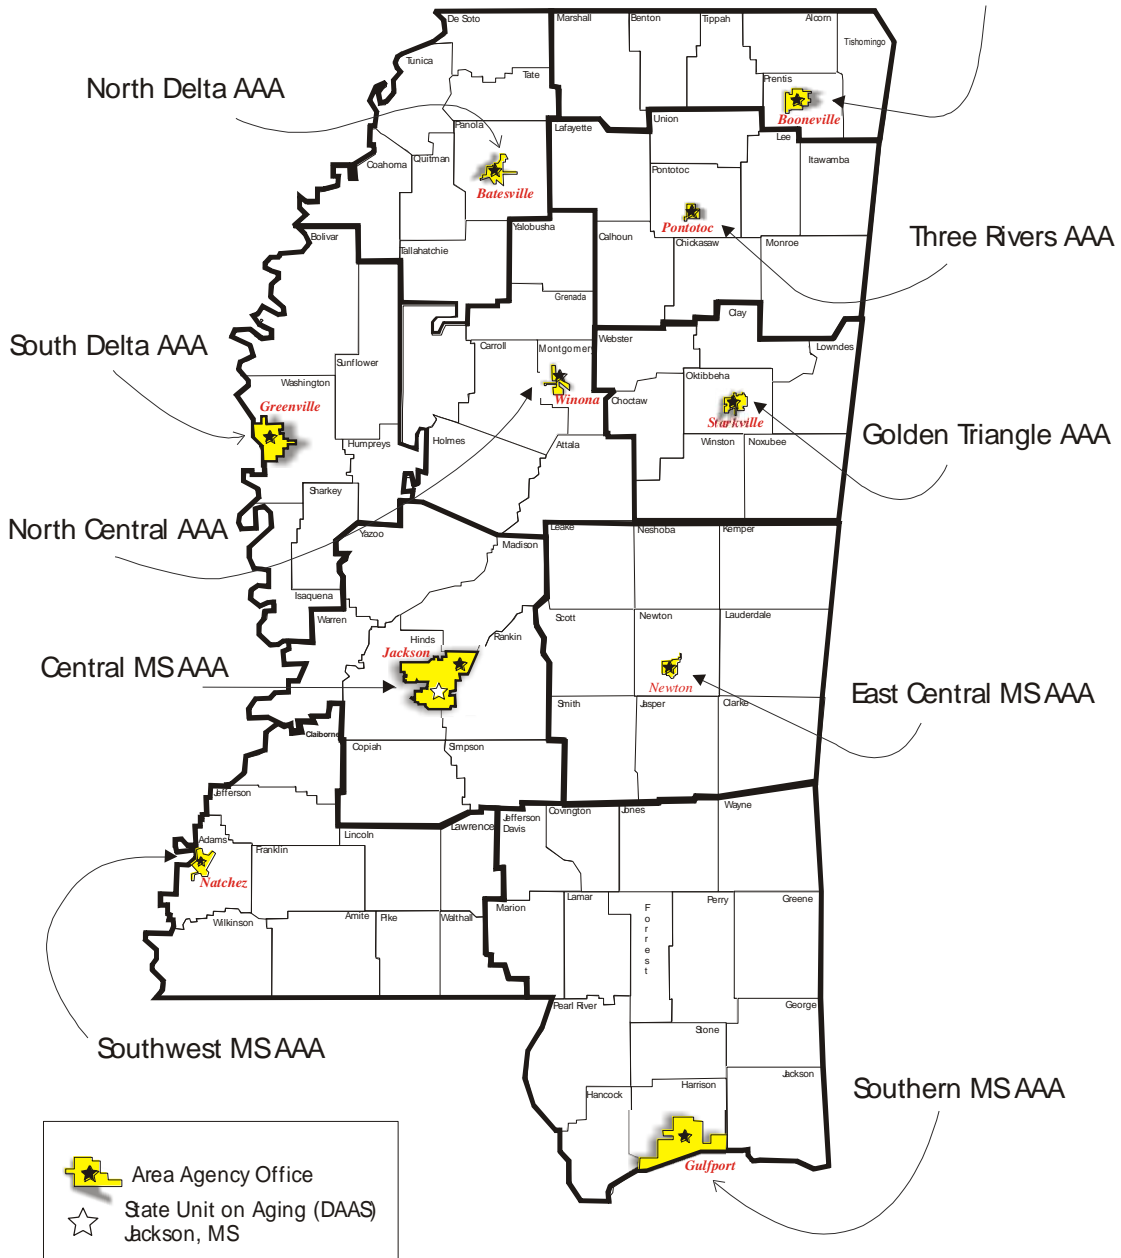 De Soto
Marshall
Benton
Tippah
Alcorn
Tishomingo
Tunica
Tate
Prentis
North Delta AAA
Booneville
Panola
Lafayette
Union
Lee
Coahoma
Quitman
Itawamba
Pontotoc
Batesville
Pontotoc
Yalobusha
Calhoun
Chickasaw
Monroe
Three Rivers AAA
Bolivar
Tallahatchie
Grenada
Clay
South Delta AAA
Carroll
Montgomery
Webster
Lowndes
Sunflower
Washington
Oktibbeha
Greenville
Winona
Choctaw
Starkville
Golden Triangle AAA
Humpreys
Holmes
Attala
Winston
Noxubee
Sharkey
North Central AAA
Yazoo
Madison
Leake
Neshoba
Kemper
Isaquena
Warren
Scott
Newton
Lauderdale
Hinds
Rankin
Jackson
Central MS AAA
Newton
East Central MS AAA
Smith
Jasper
Clarke
Claiborne
Copiah
Simpson
Jefferson
Lawrence
Jefferson
Davis
Covington
Jones
Wayne
Lincoln
Adams
Franklin
Natchez
Marion
Lamar
Forrest
Perry
Greene
Wilkinson
Amite
Pike
Walthall
Pearl River
George
Stone
Southwest MS AAA
Jackson
Hancock
Harrison
Southern MS AAA
Gulfport
Area Agency Office
State Unit on Aging (DAAS)
Jackson, MS